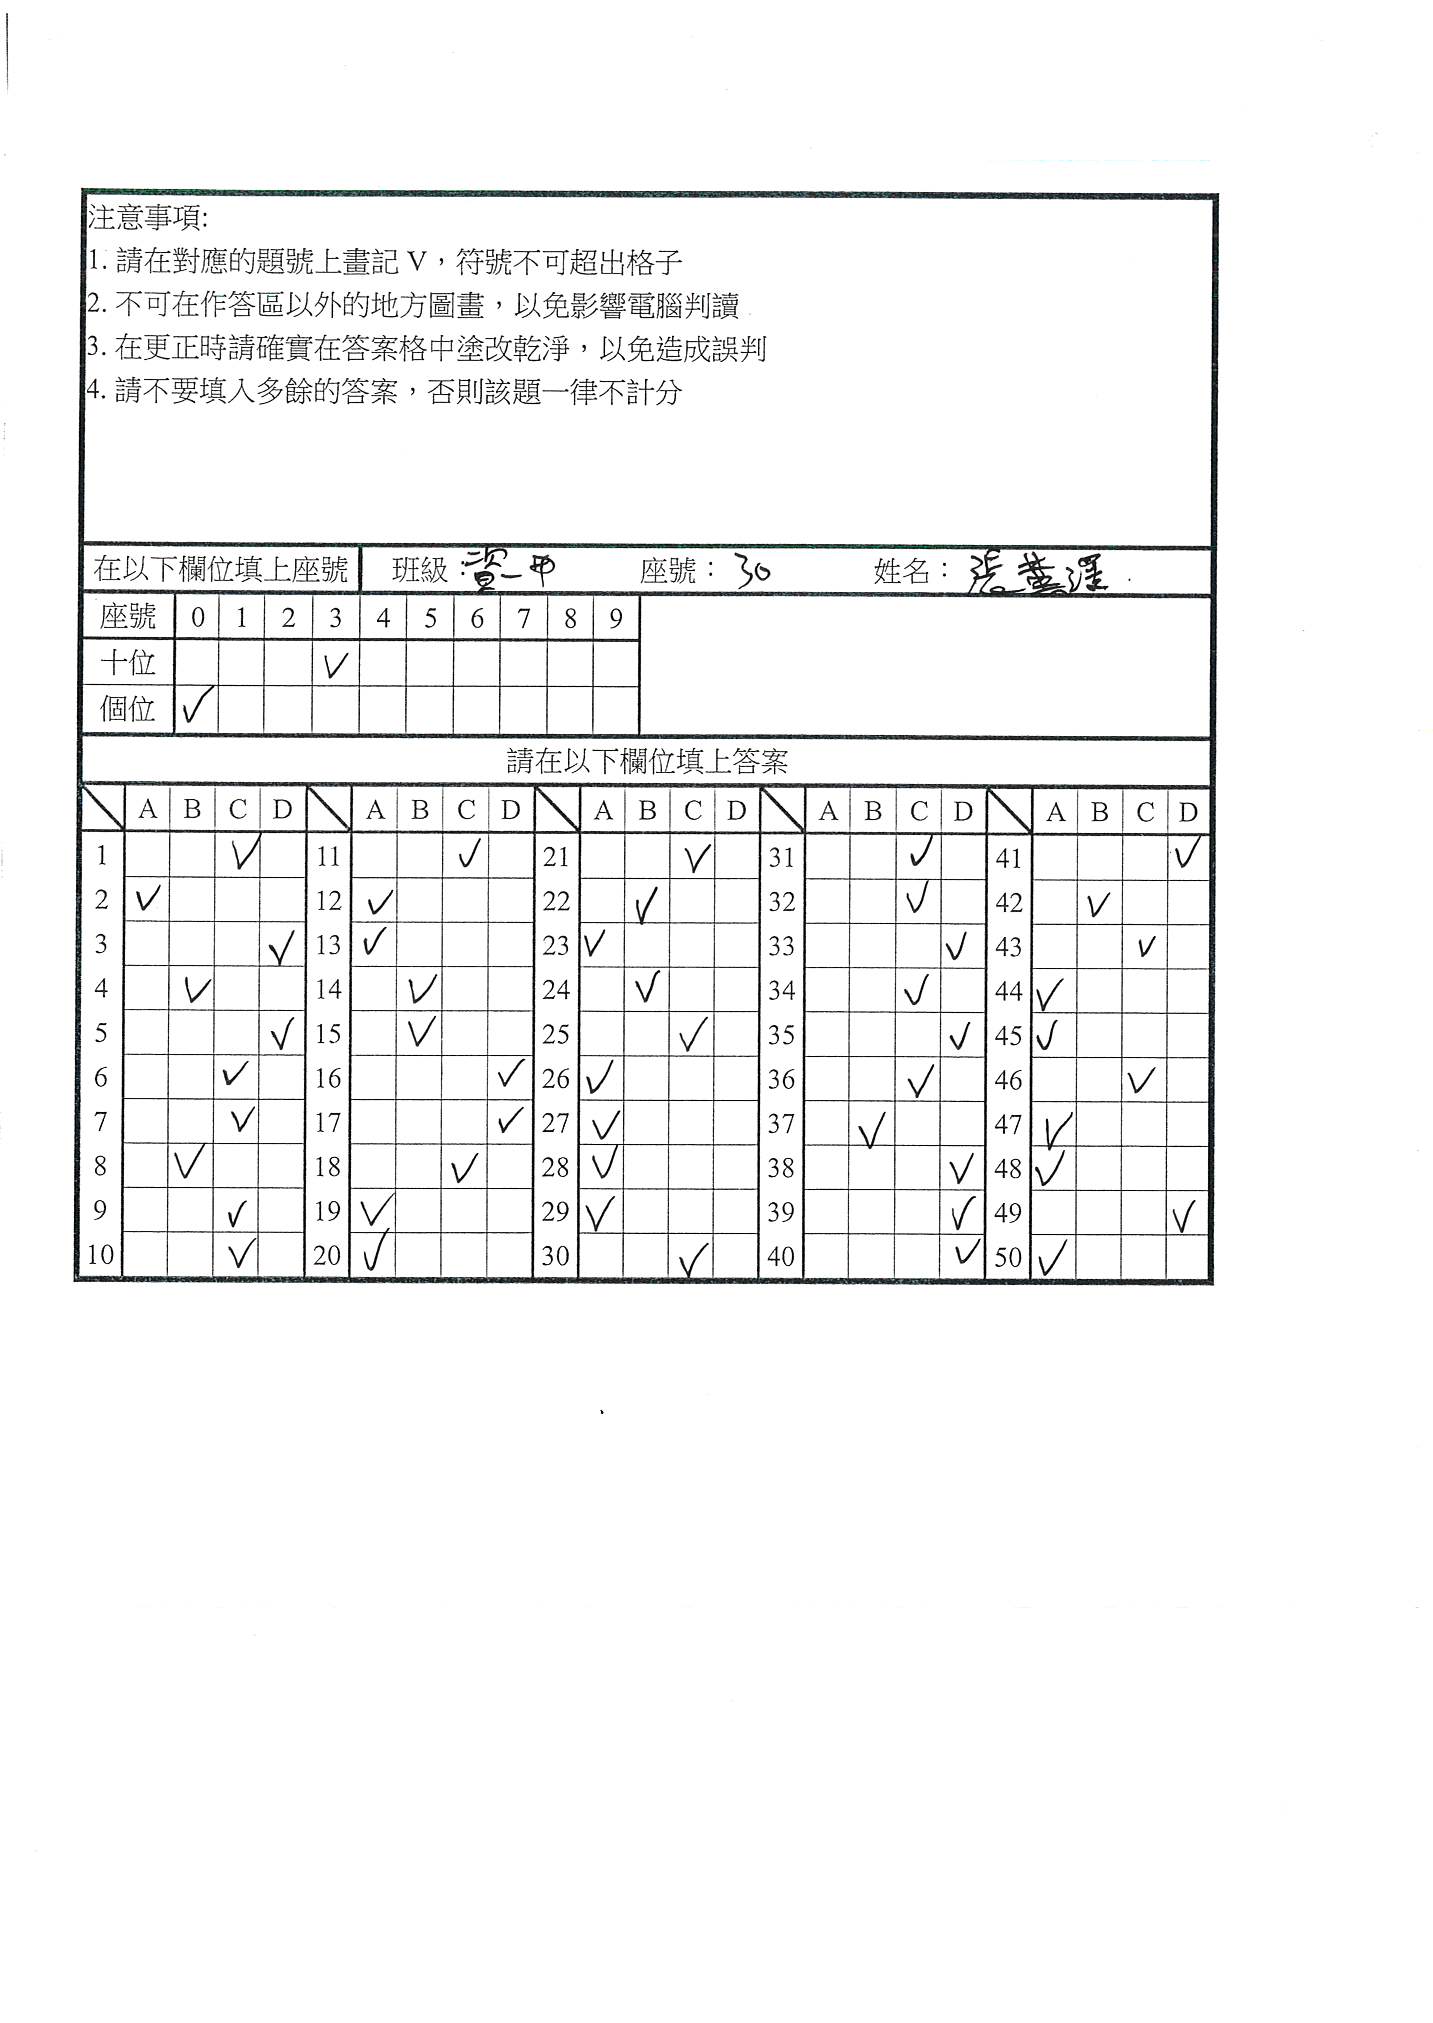 注意事項:
1. 請在對應的題號上畫記 V，符號不可超出格子
2. 不可在作答區以外的地方圖畫，以免影響電腦判讀
3. 在更正時請確實在答案格中塗改乾淨，以免造成誤判
4. 請不要填入多餘的答案，否則該題一律不計分
在以下欄位填上座號 班級：資一甲 座號：30 姓名：張 澤
座號 0 1 2 3 4 5 6 7 8 9
十位 V
個位 V
請在以下欄位填上答案
A B C D A B C D A B C D A B C D A B C D
1 V 11 V 21 V 31 V 41 V
2 V 12 V 22 V 32 V 42 V
3 V 13 V 23 V 33 V 43 V
4 V 14 V 24 V 34 V 44 V
5 V 15 V 25 V 35 V 45 V
6 V 16 V 26 V 36 V 46 V
7 V 17 V 27 V 37 V 47 V
8 V 18 V 28 V 38 V 48 V
9 V 19 V 29 V 39 V 49 V
10 V 20 V 30 V 40 V 50 V